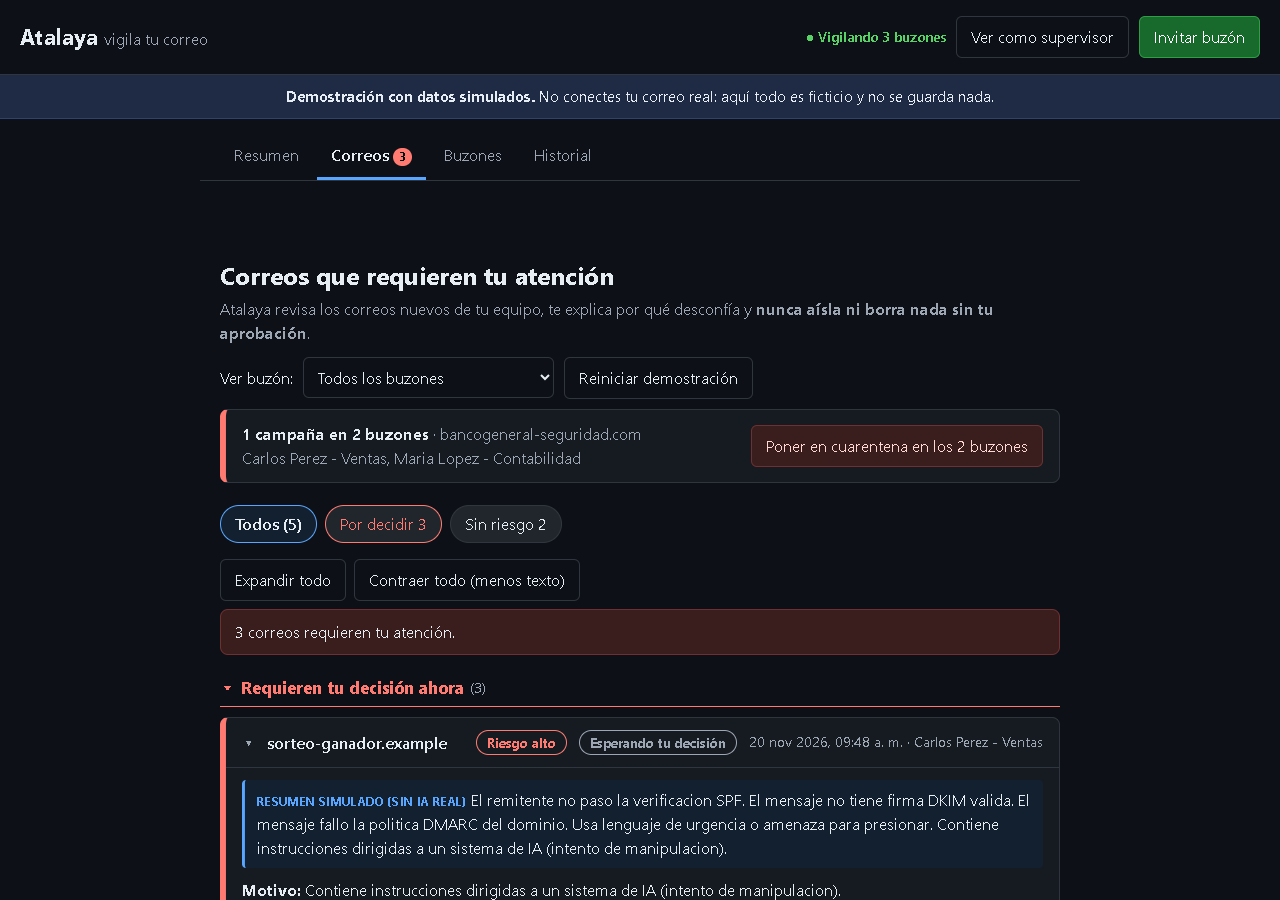 Atalaya vigila tu correo
● Vigilando 3 buzones
Ver como supervisor
Invitar buzón
Demostración con datos simulados. No conectes tu correo real: aquí todo es ficticio y no se guarda nada.
Resumen
Correos 3
Buzones
Historial
Correos que requieren tu atención
Atalaya revisa los correos nuevos de tu equipo, te explica por qué desconfía y nunca aísla ni borra nada sin tu
aprobación.
Ver buzón:
Todos los buzones
Reiniciar demostración
1 campaña en 2 buzones · bancogeneral-seguridad.com
Carlos Perez - Ventas, Maria Lopez - Contabilidad
Poner en cuarentena en los 2 buzones
Todos (5)
Por decidir 3
Sin riesgo 2
Expandir todo
Contraer todo (menos texto)
3 correos requieren tu atención.
Requieren tu decisión ahora (3)
sorteo-ganador.example
Riesgo alto
Esperando tu decisión
20 nov 2026, 09:48 a. m. · Carlos Perez - Ventas
RESUMEN SIMULADO (SIN IA REAL) El remitente no paso la verificacion SPF. El mensaje no tiene firma DKIM valida. El
mensaje fallo la politica DMARC del dominio. Usa lenguaje de urgencia o amenaza para presionar. Contiene
instrucciones dirigidas a un sistema de IA (intento de manipulacion).
Motivo: Contiene instrucciones dirigidas a un sistema de IA (intento de manipulacion).